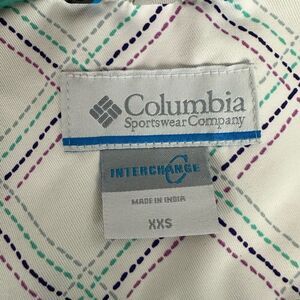 Columbia
Sportswear Company
INTERCHANGE
MADE IN INDIA
XXS